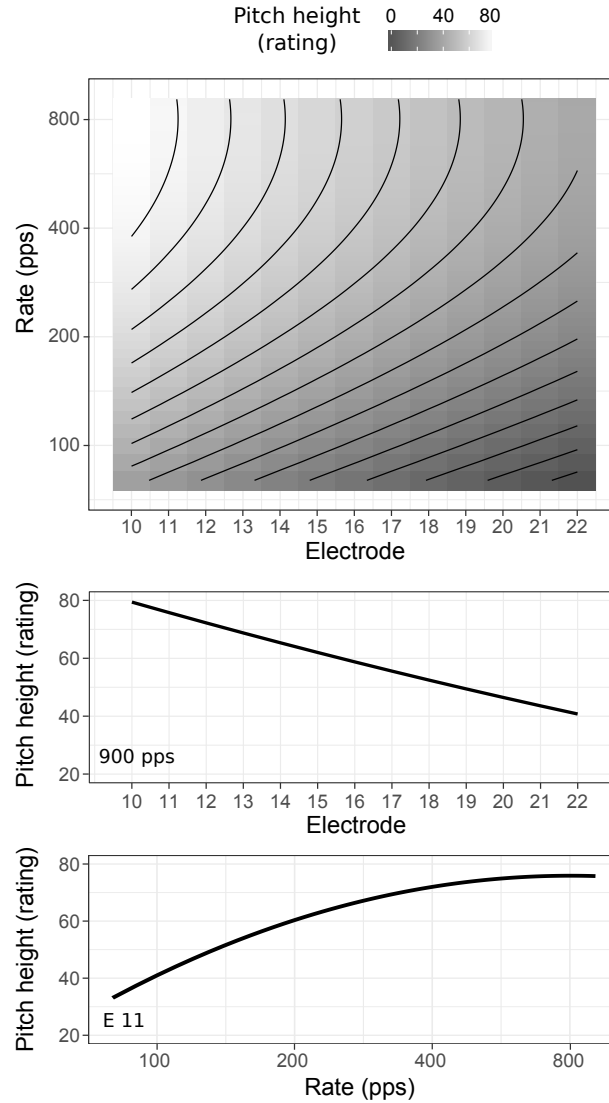 Pitch height
(rating)
0 40 80
Rate (pps)
800
400
200
100
10 11 12 13 14 15 16 17 18 19 20 21 22
Electrode
Pitch height (rating)
80
60
40
20
900 pps
10 11 12 13 14 15 16 17 18 19 20 21 22
Electrode
Pitch height (rating)
80
60
40
20
E 11
100 200 400 800
Rate (pps)